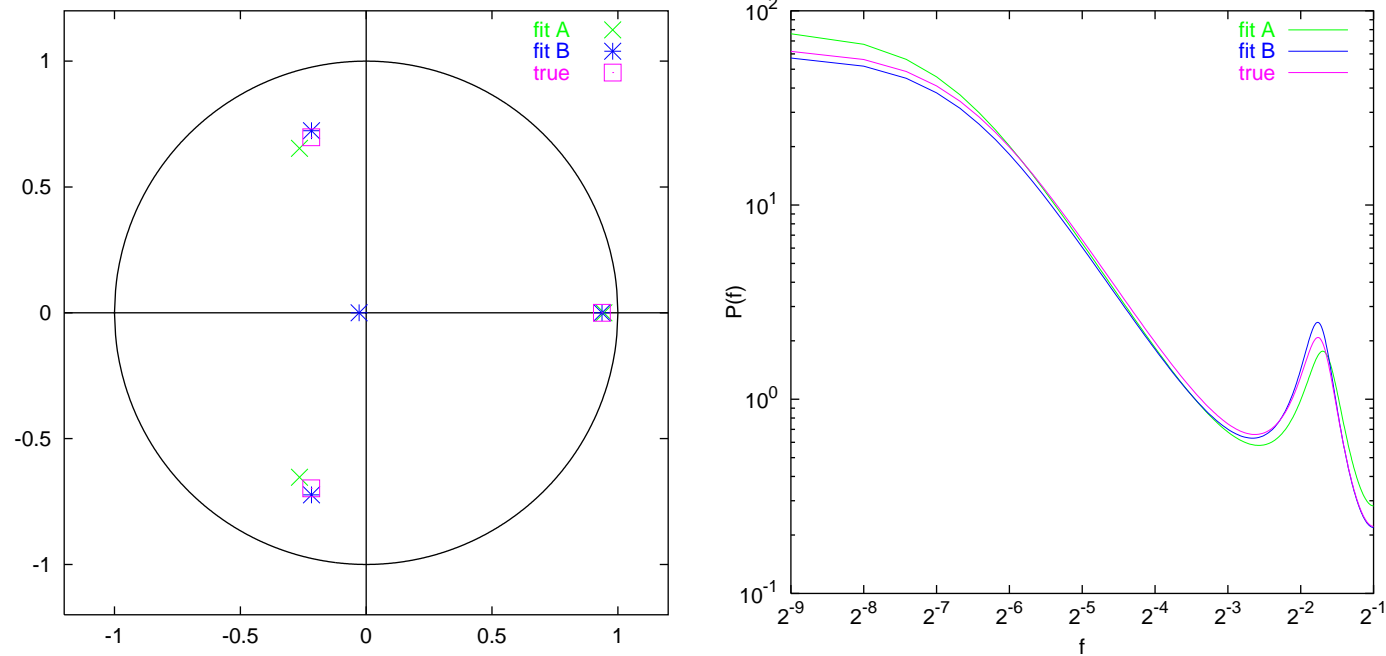 fit A
fit B
true
1
0.5
0
-0.5
-1
-1 -0.5 0 0.5 1
fit A
fit B
true
10^2
10^1
10^0
10^-1
P(f)
2^-9 2^-8 2^-7 2^-6 2^-5 2^-4 2^-3 2^-2 2^-1
f